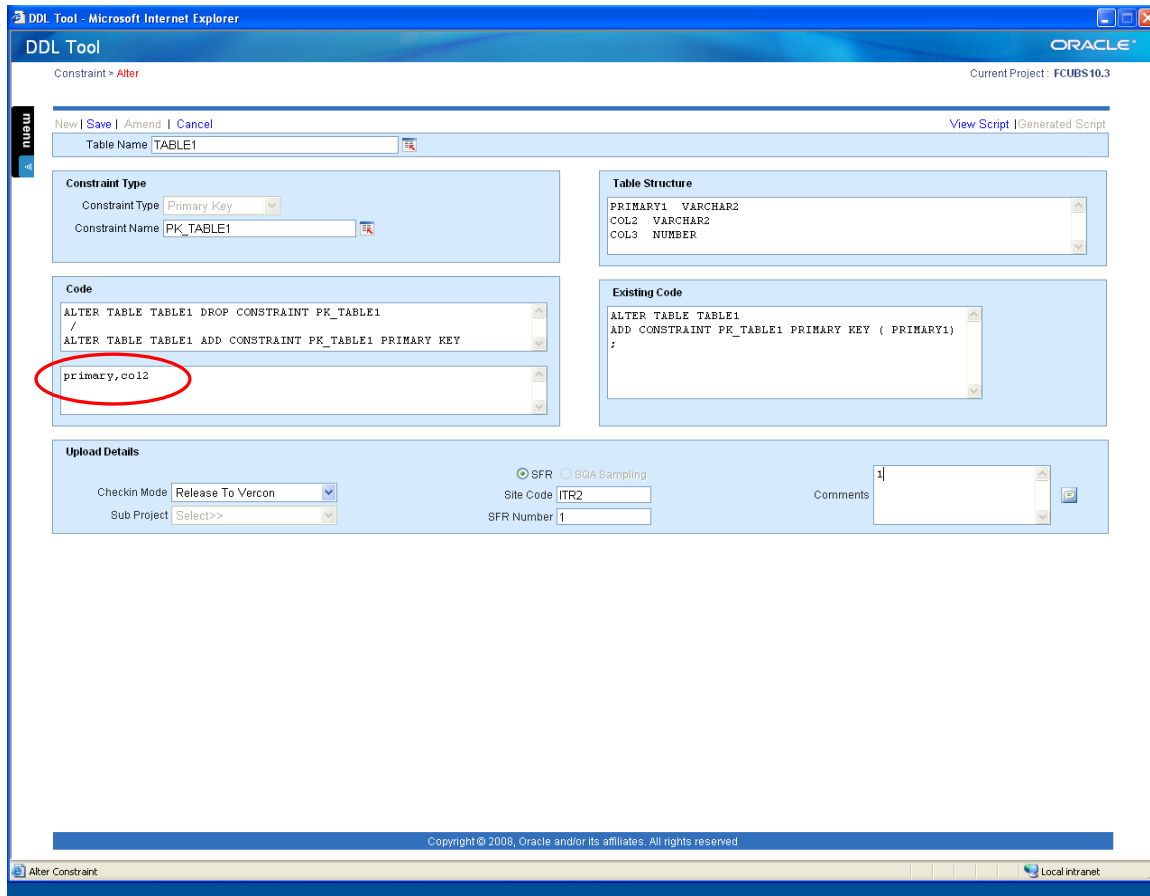 DDL Tool - Microsoft Internet Explorer
DDL Tool
ORACLE
Constraint > Alter
Current Project : FCUBS10.3
menu
New | Save | Amend | Cancel
View Script |Generated Script
Table Name TABLE1
Constraint Type
Constraint Type Primary Key
Constraint Name PK_TABLE1
Table Structure
PRIMARY1 VARCHAR2
COL2 VARCHAR2
COL3 NUMBER
Code
ALTER TABLE TABLE1 DROP CONSTRAINT PK_TABLE1
/
ALTER TABLE TABLE1 ADD CONSTRAINT PK_TABLE1 PRIMARY KEY
primary,col2
Existing Code
ALTER TABLE TABLE1
ADD CONSTRAINT PK_TABLE1 PRIMARY KEY ( PRIMARY1)
;
Upload Details
SFR SQA Sampling
Checkin Mode Release To Vercon
Site Code ITR2
Comments 1
Sub Project Select>>
SFR Number 1
Copyright © 2008, Oracle and/or its affiliates. All rights reserved
Alter Constraint
Local intranet